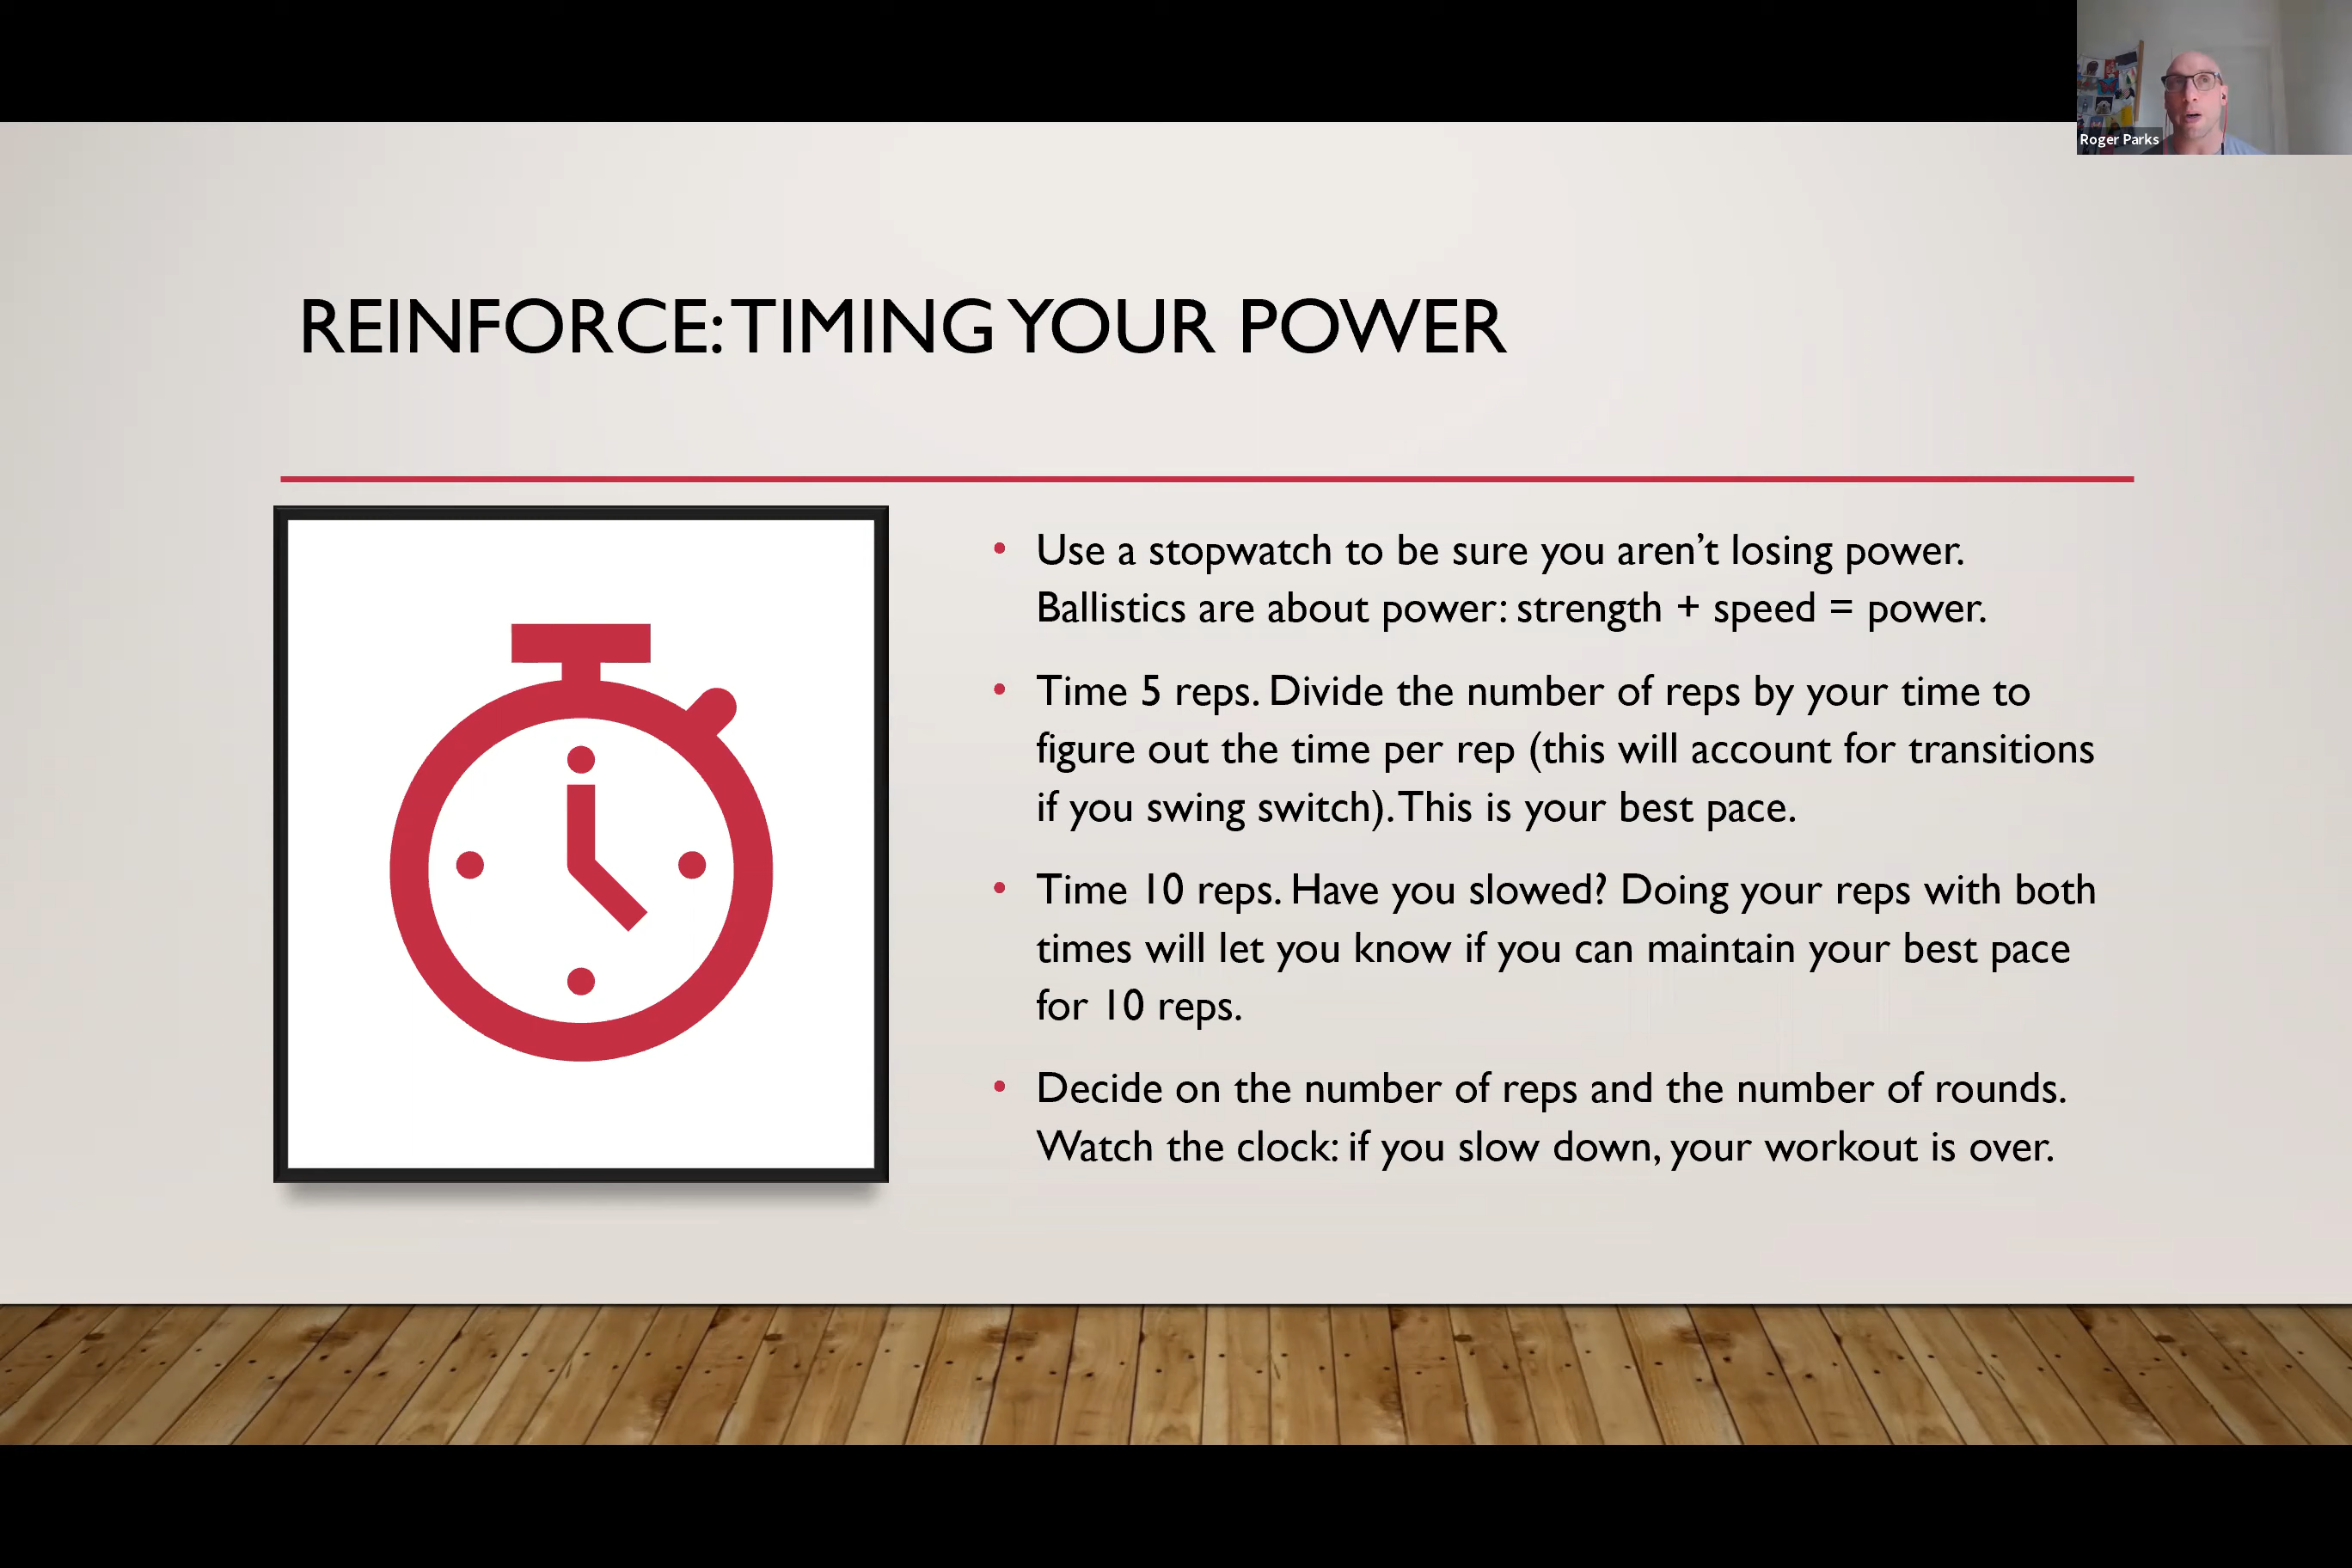 Roger Parks
REINFORCE: TIMING YOUR POWER
• Use a stopwatch to be sure you aren’t losing power.
Ballistics are about power: strength + speed = power.
• Time 5 reps. Divide the number of reps by your time to
figure out the time per rep (this will account for transitions
if you swing switch). This is your best pace.
• Time 10 reps. Have you slowed? Doing your reps with both
times will let you know if you can maintain your best pace
for 10 reps.
• Decide on the number of reps and the number of rounds.
Watch the clock: if you slow down, your workout is over.